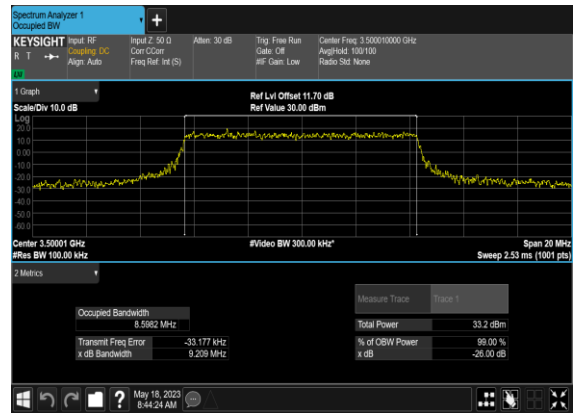 Spectrum Analyzer 1
Occupied BW
+
KEYSIGHT Input: RF Input Z: 50 Ω Atten: 30 dB Trig: Free Run Center Freq: 3.500010000 GHz
R T Coupling: DC Corr CCorr Gate: Off Avg|Hold: 100/100
Align: Auto Freq Ref: Int (S) #IF Gain: Low Radio Std: None
LXI
1 Graph
Ref Lvl Offset 11.70 dB
Scale/Div 10.0 dB Ref Value 30.00 dBm
Log
20.0
10.0
0.00
-10.0
-20.0
-30.0
-40.0
-50.0
-60.0
Center 3.50001 GHz #Video BW 300.00 kHz* Span 20 MHz
#Res BW 100.00 kHz Sweep 2.53 ms (1001 pts)
2 Metrics
Measure Trace Trace 1
Occupied Bandwidth
8.5982 MHz Total Power 33.2 dBm
Transmit Freq Error -33.177 kHz % of OBW Power 99.00 %
x dB Bandwidth 9.209 MHz x dB -26.00 dB
? May 18, 2023
8:44:24 AM